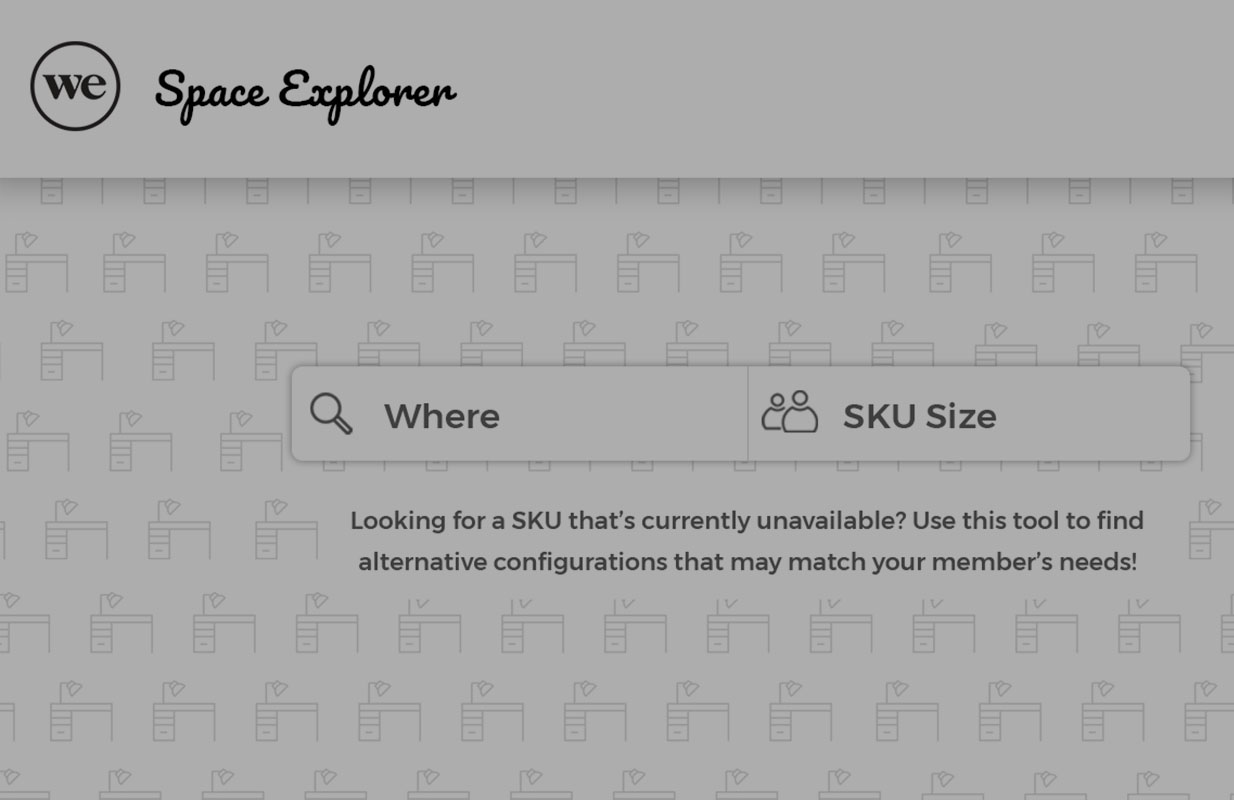 we
Space Explorer
Where
SKU Size
Looking for a SKU that’s currently unavailable? Use this tool to find
alternative configurations that may match your member’s needs!